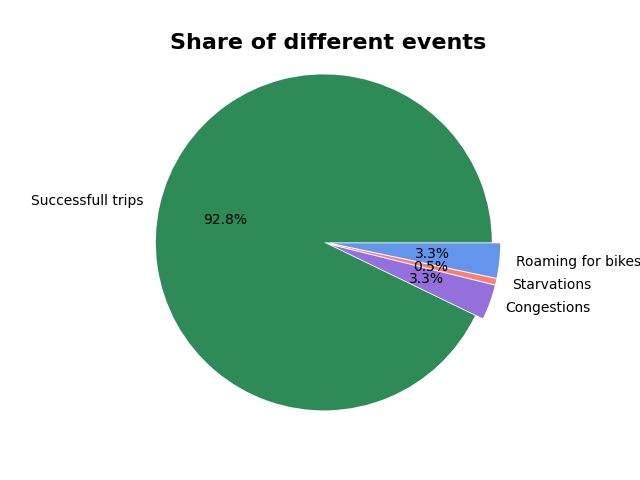 Share of different events
Successfull trips
92.8%
3.3%
Roaming for bikes
0.5%
Starvations
3.3%
Congestions